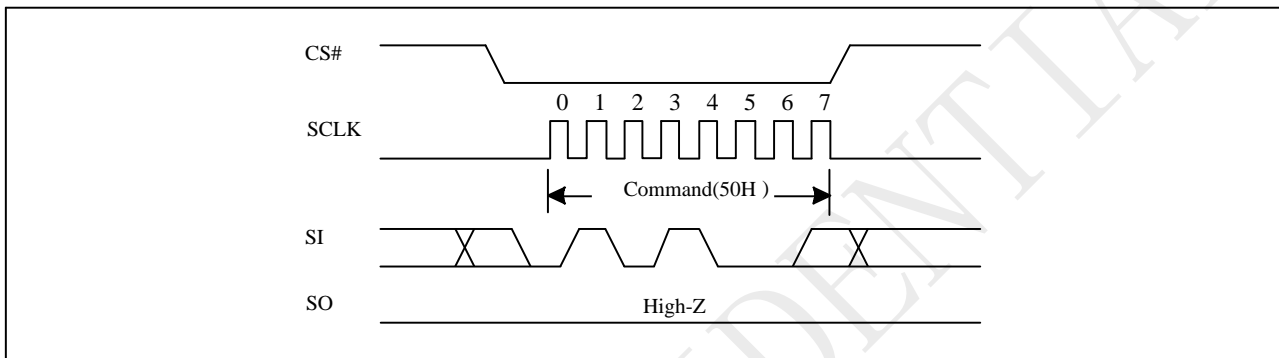 CS#
0 1 2 3 4 5 6 7
SCLK
Command(50H )
SI
SO
High-Z